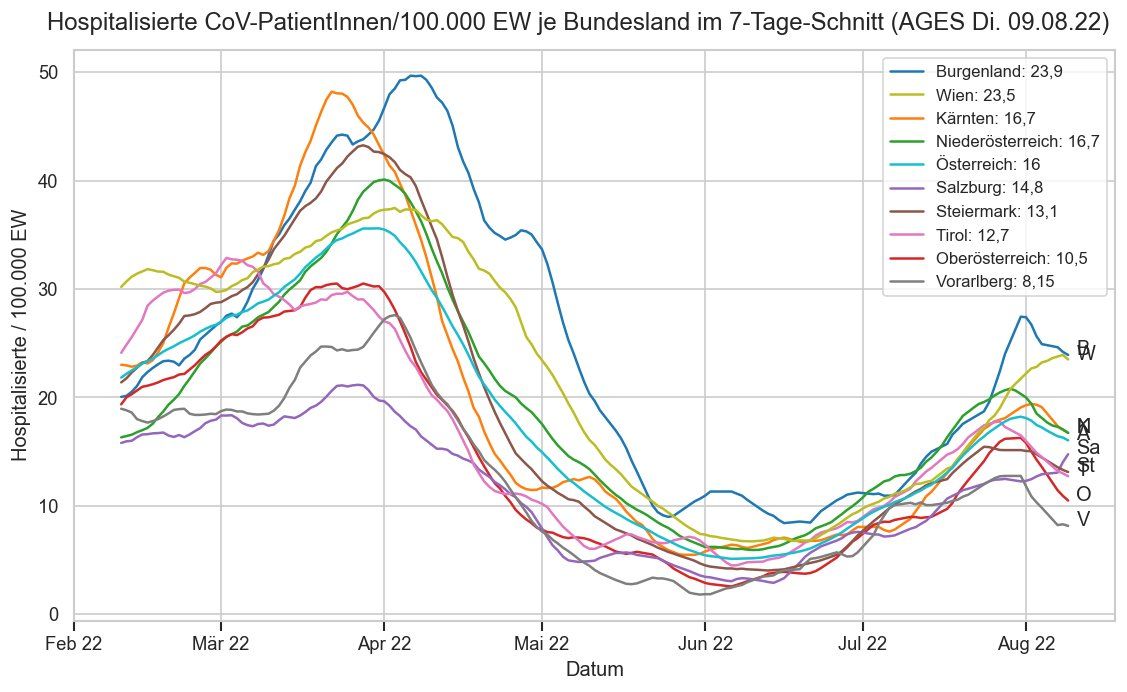 Hospitalisierte CoV-PatientInnen/100.000 EW je Bundesland im 7-Tage-Schnitt (AGES Di. 09.08.22)
Hospitalisierte / 100.000 EW
50
40
30
20
10
0
Burgenland: 23,9
Wien: 23,5
Kärnten: 16,7
Niederösterreich: 16,7
Österreich: 16
Salzburg: 14,8
Steiermark: 13,1
Tirol: 12,7
Oberösterreich: 10,5
Vorarlberg: 8,15
B
W
K
N
A
Sa
St
T
O
V
Feb 22 Mär 22 Apr 22 Mai 22 Jun 22 Jul 22 Aug 22
Datum